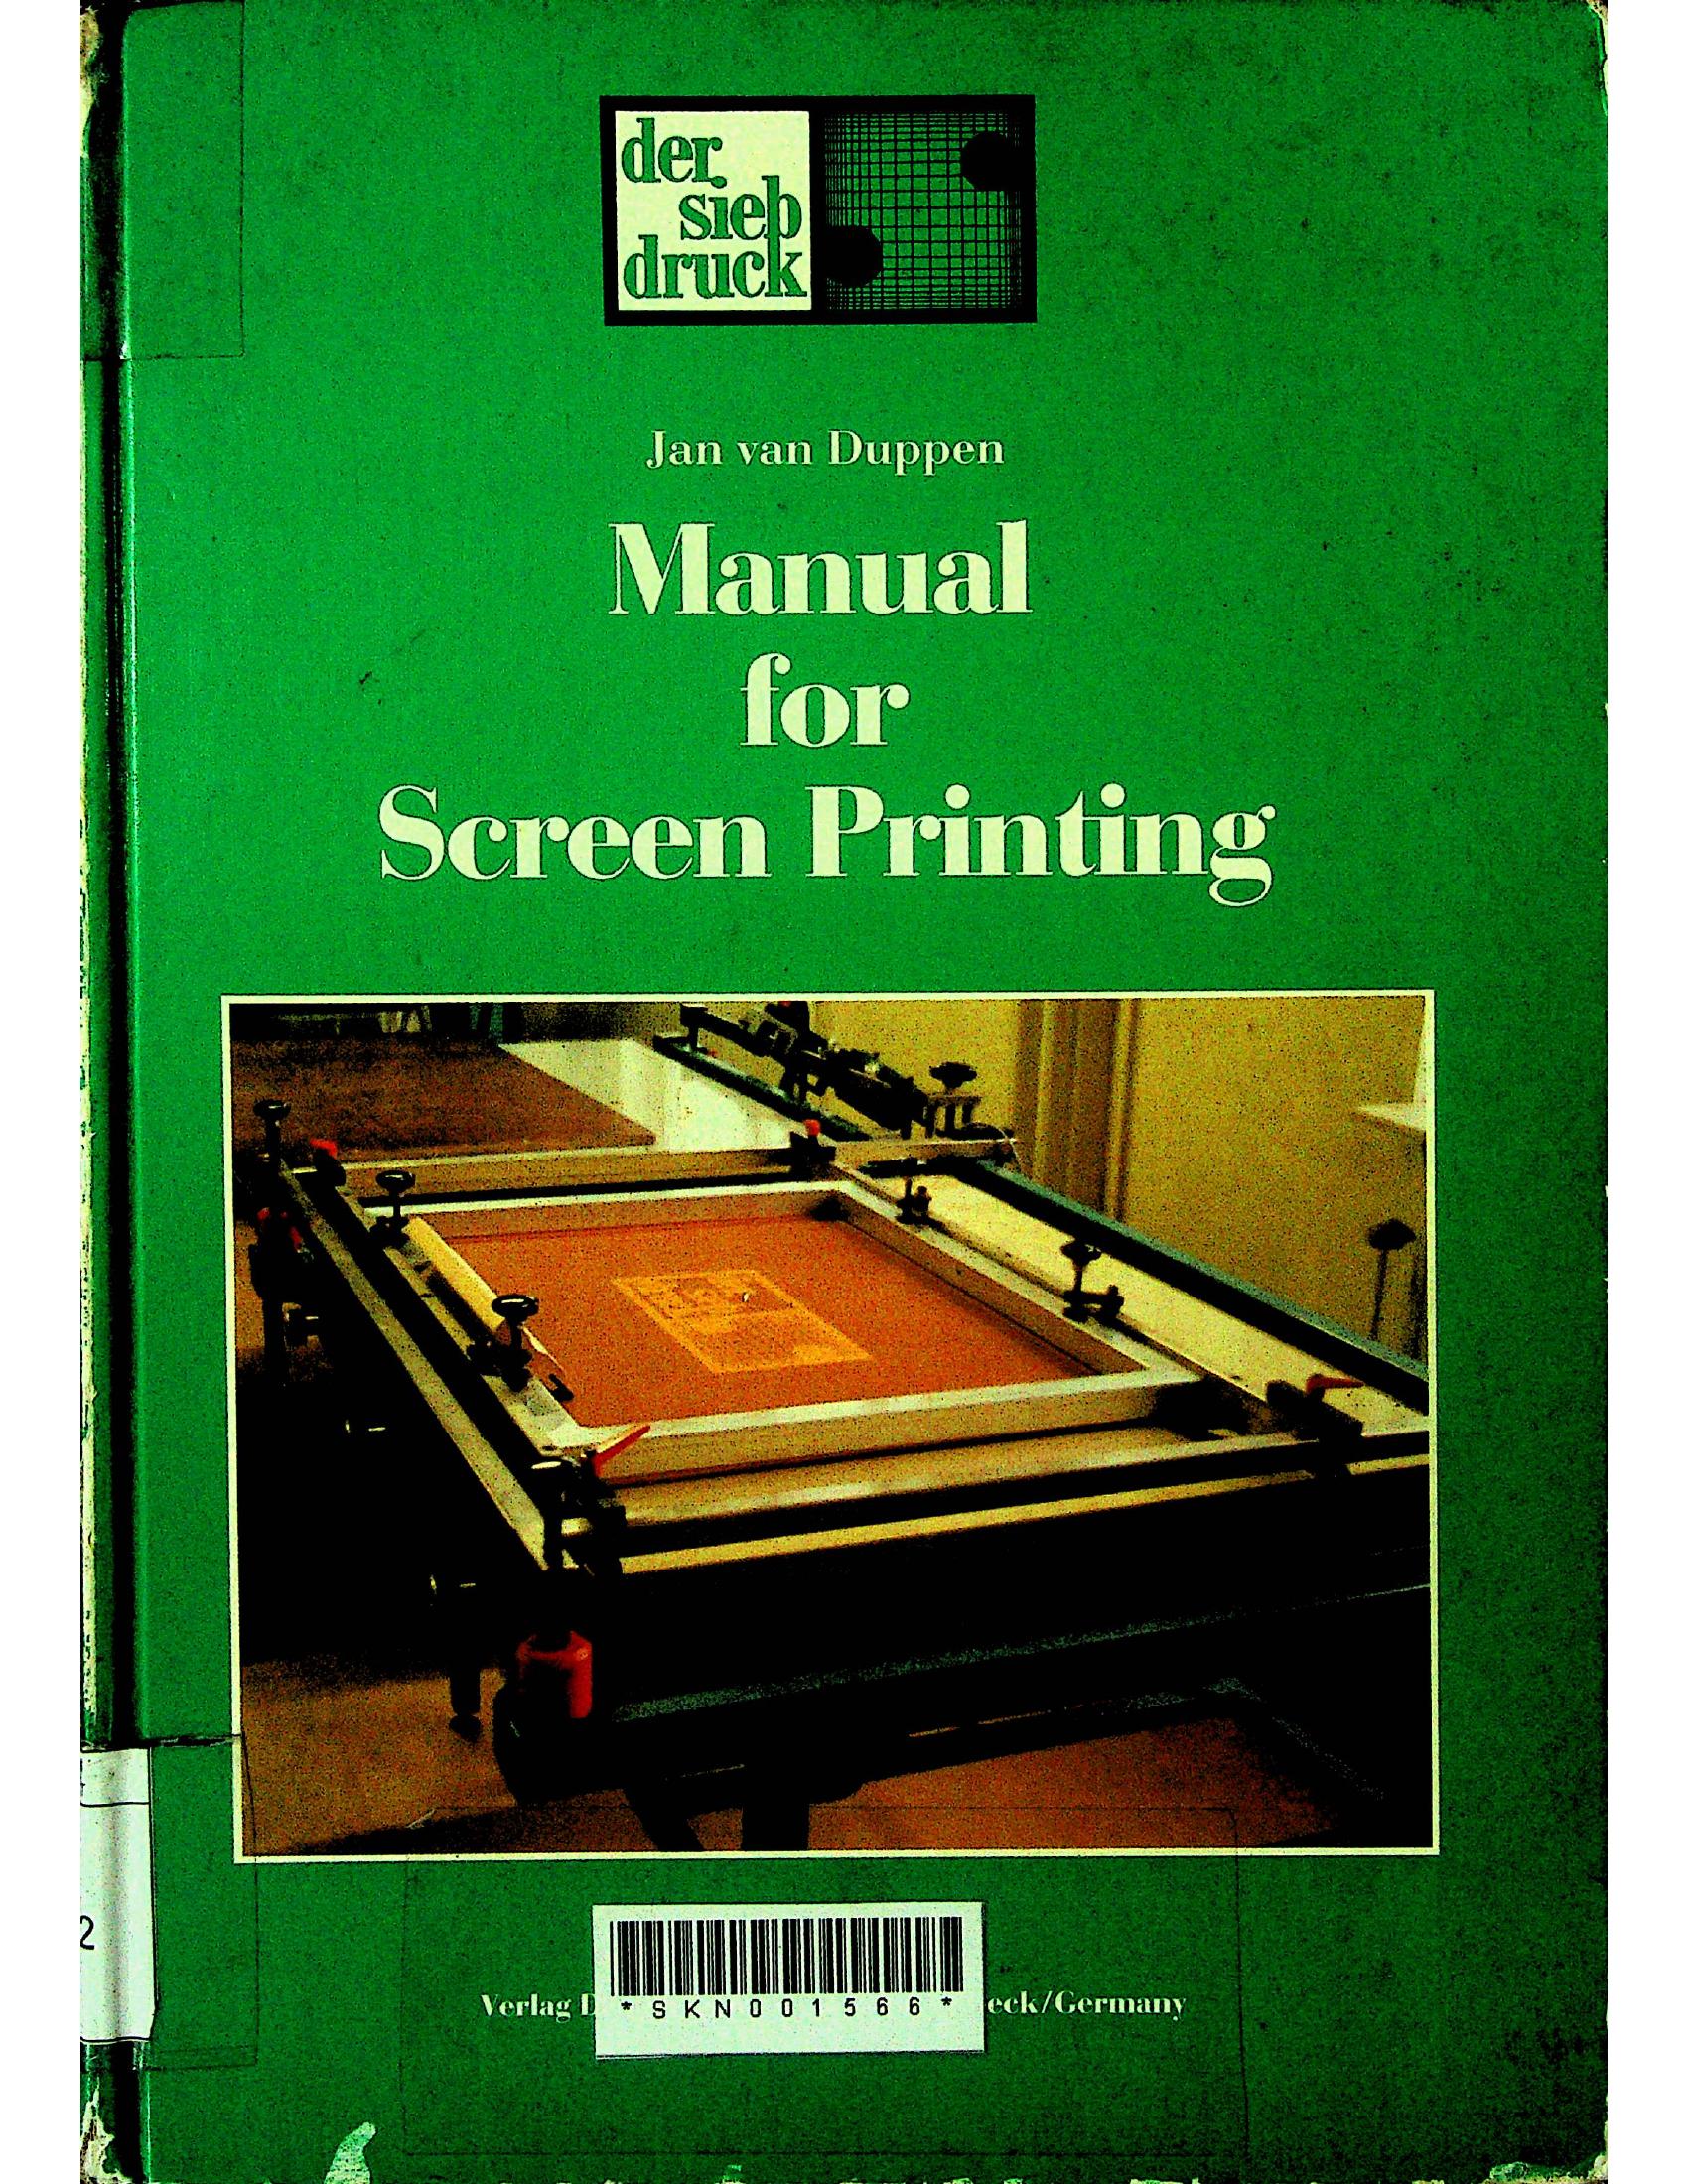 der
sieb
druck
Jan van Duppen
Manual
for
Screen Printing
2
Verlag D eck/Germany
*SKN001566*